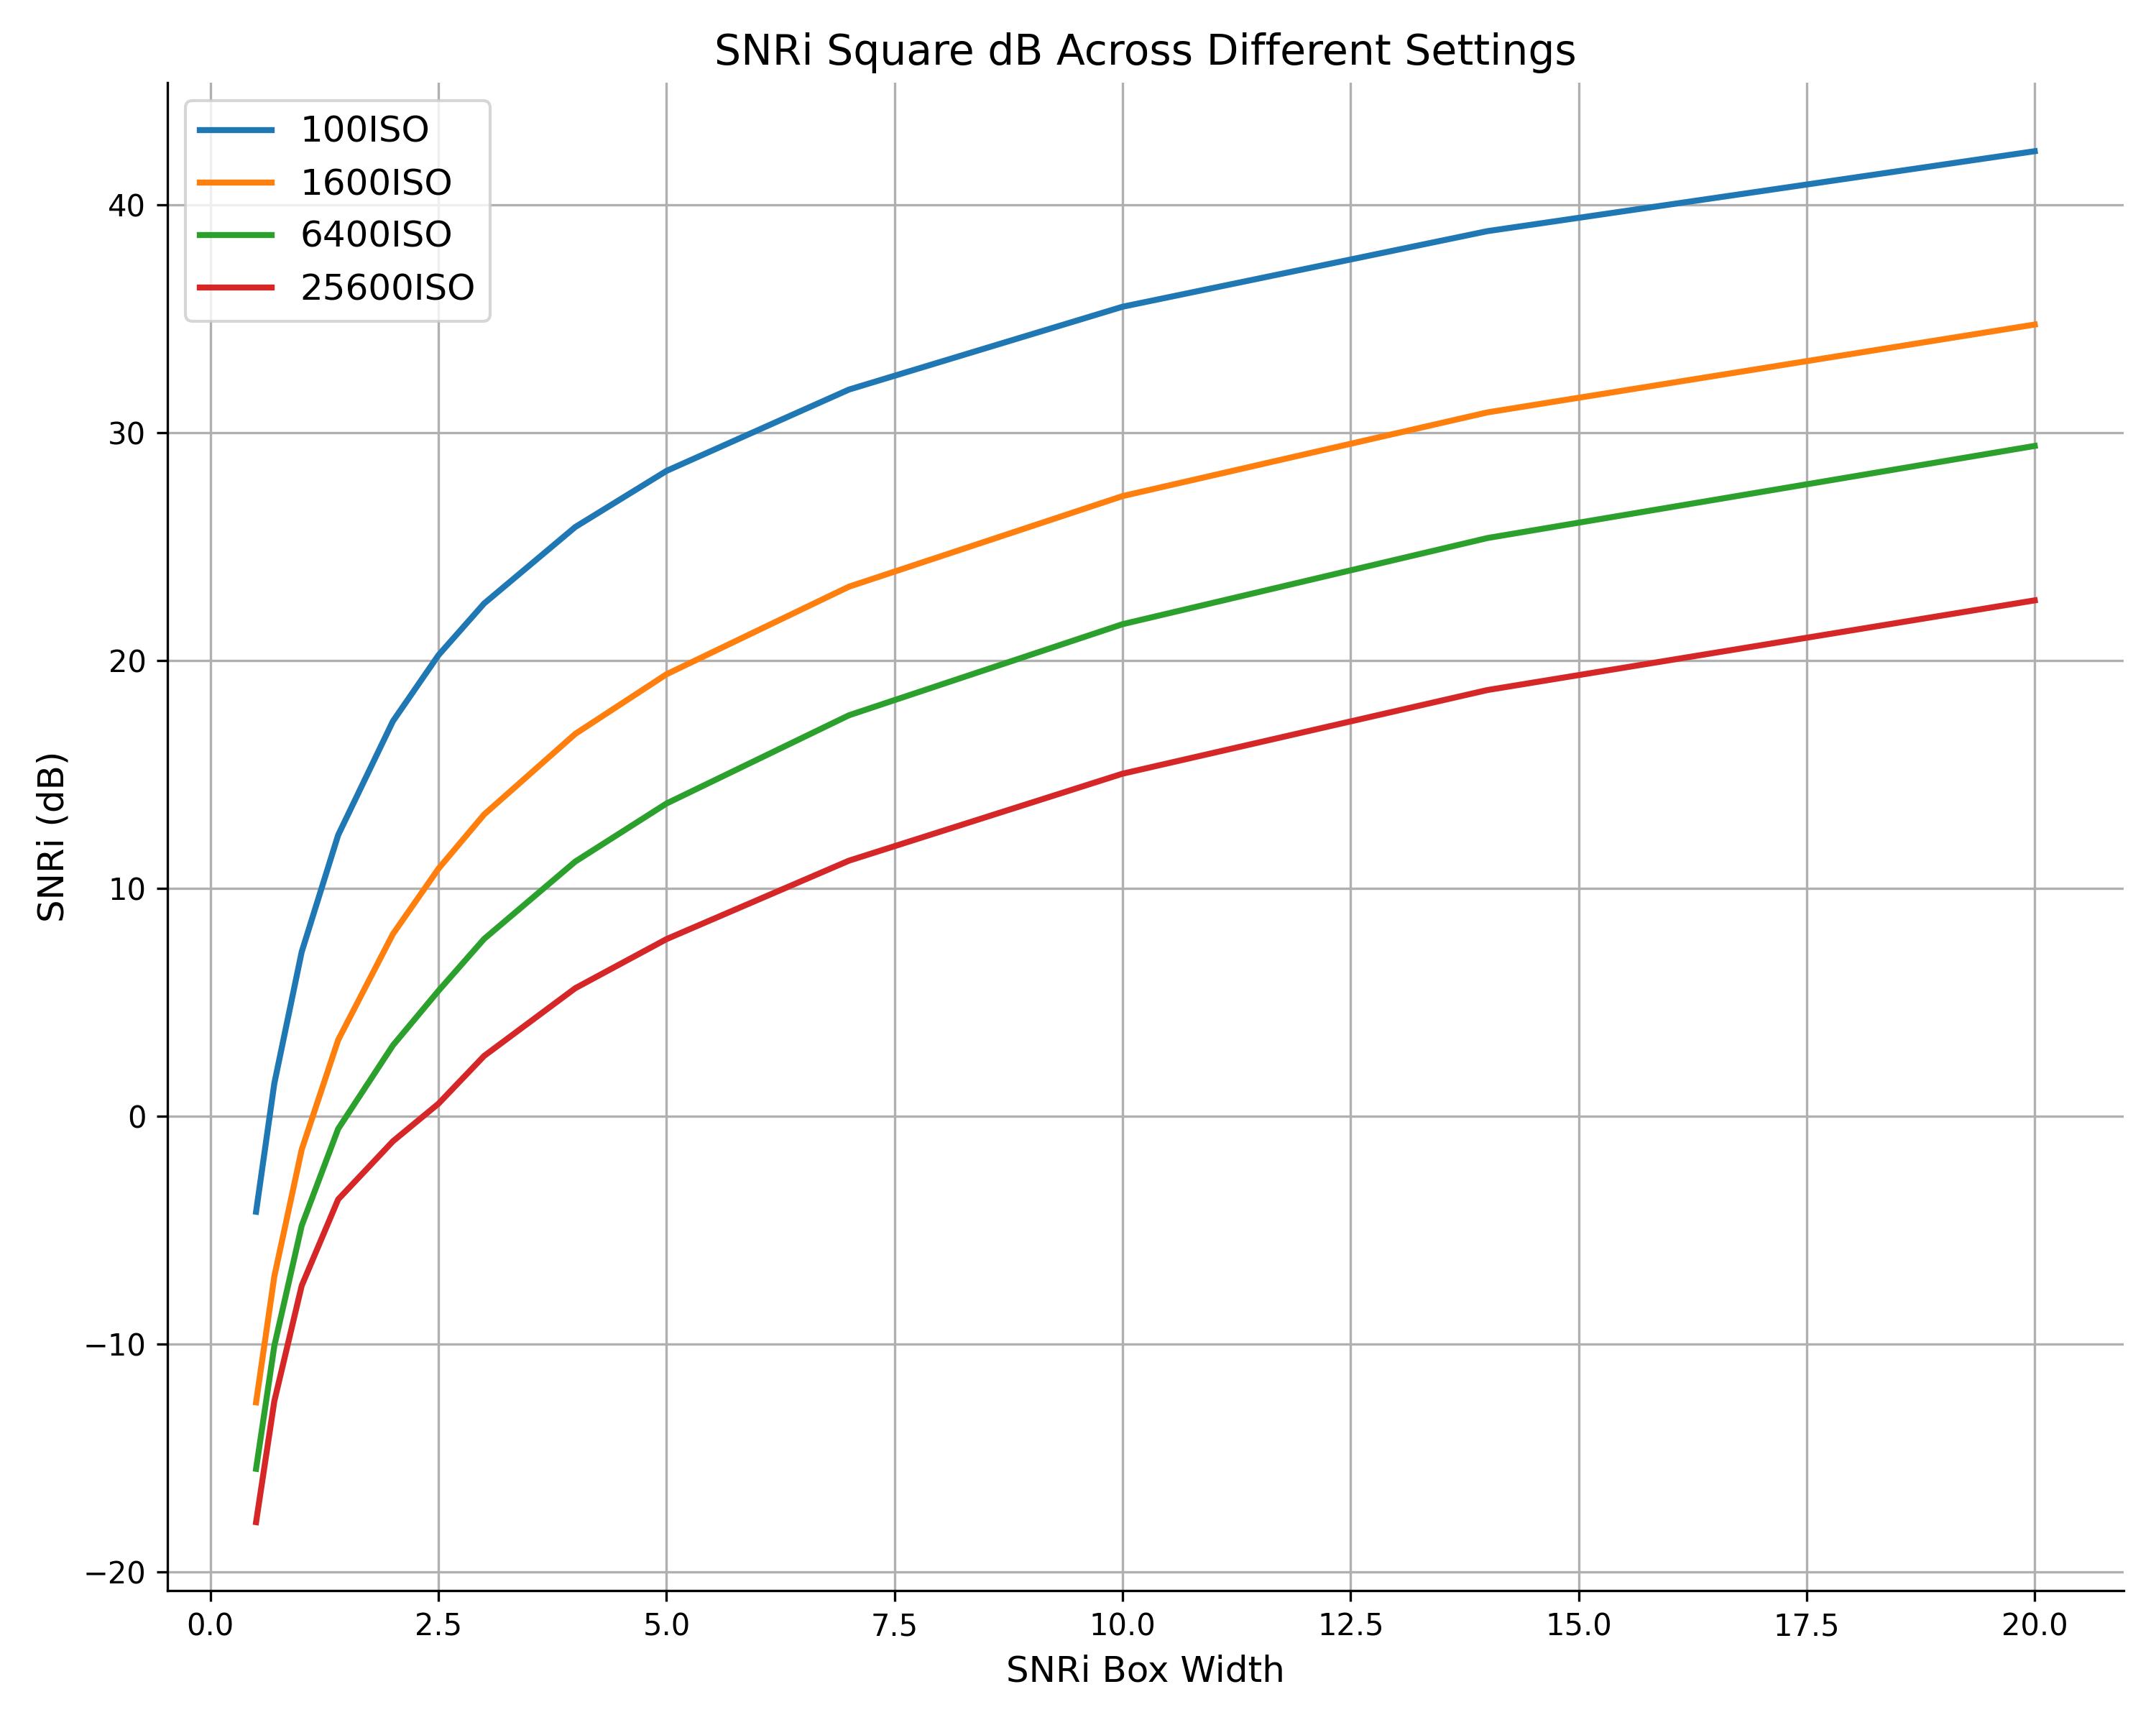 SNRi Square dB Across Different Settings
100ISO
1600ISO
6400ISO
25600ISO
SNRi (dB)
40
30
20
10
0
−10
−20
0.0 2.5 5.0 7.5 10.0 12.5 15.0 17.5 20.0
SNRi Box Width